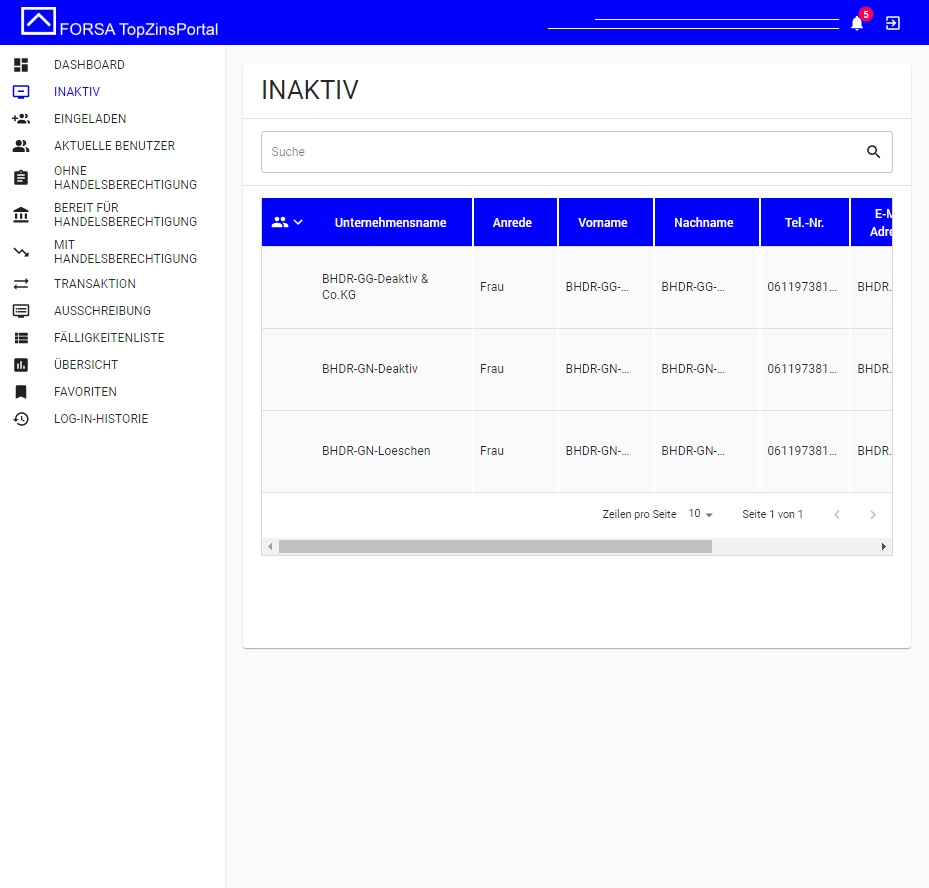 FORSA TopZinsPortal
5
DASHBOARD
INAKTIV
EINGELADEN
AKTUELLE BENUTZER
OHNE
HANDELSBERECHTIGUNG
BEREIT FÜR
HANDELSBERECHTIGUNG
MIT
HANDELSBERECHTIGUNG
TRANSAKTION
AUSSCHREIBUNG
FÄLLIGKEITENLISTE
ÜBERSICHT
FAVORITEN
LOG-IN-HISTORIE
INAKTIV
Suche
Unternehmensname Anrede Vorname Nachname Tel.-Nr. E-M
Adre
BHDR-GG-Deaktiv &
Co.KG
Frau BHDR-GG-... BHDR-GG-... 061197381... BHDR.
BHDR-GN-Deaktiv Frau BHDR-GN-... BHDR-GN-... 061197381... BHDR.
BHDR-GN-Loeschen Frau BHDR-GN-... BHDR-GN-... 061197381... BHDR.
Zeilen pro Seite 10 Seite 1 von 1